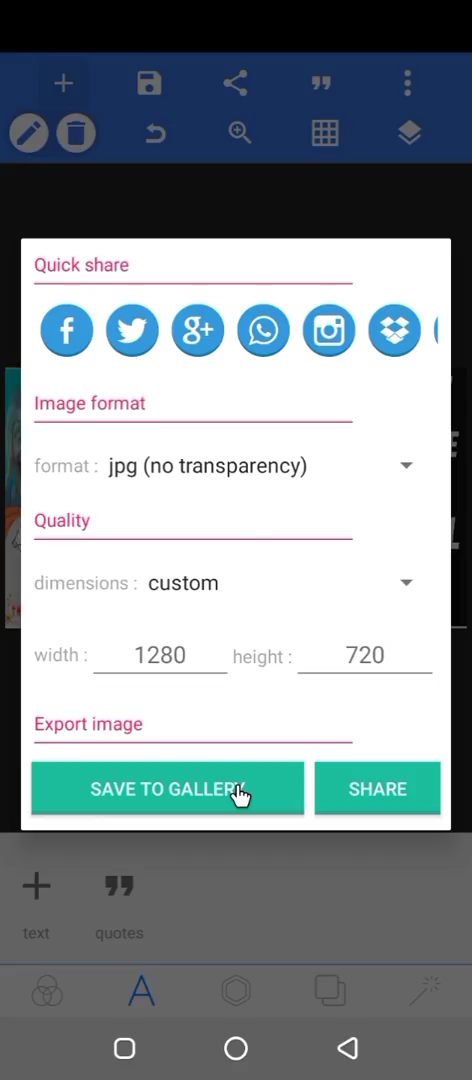 Quick share
Image format
format : jpg (no transparency)
Quality
dimensions : custom
width : 1280 height : 720
Export image
SAVE TO GALLERY SHARE
text quotes